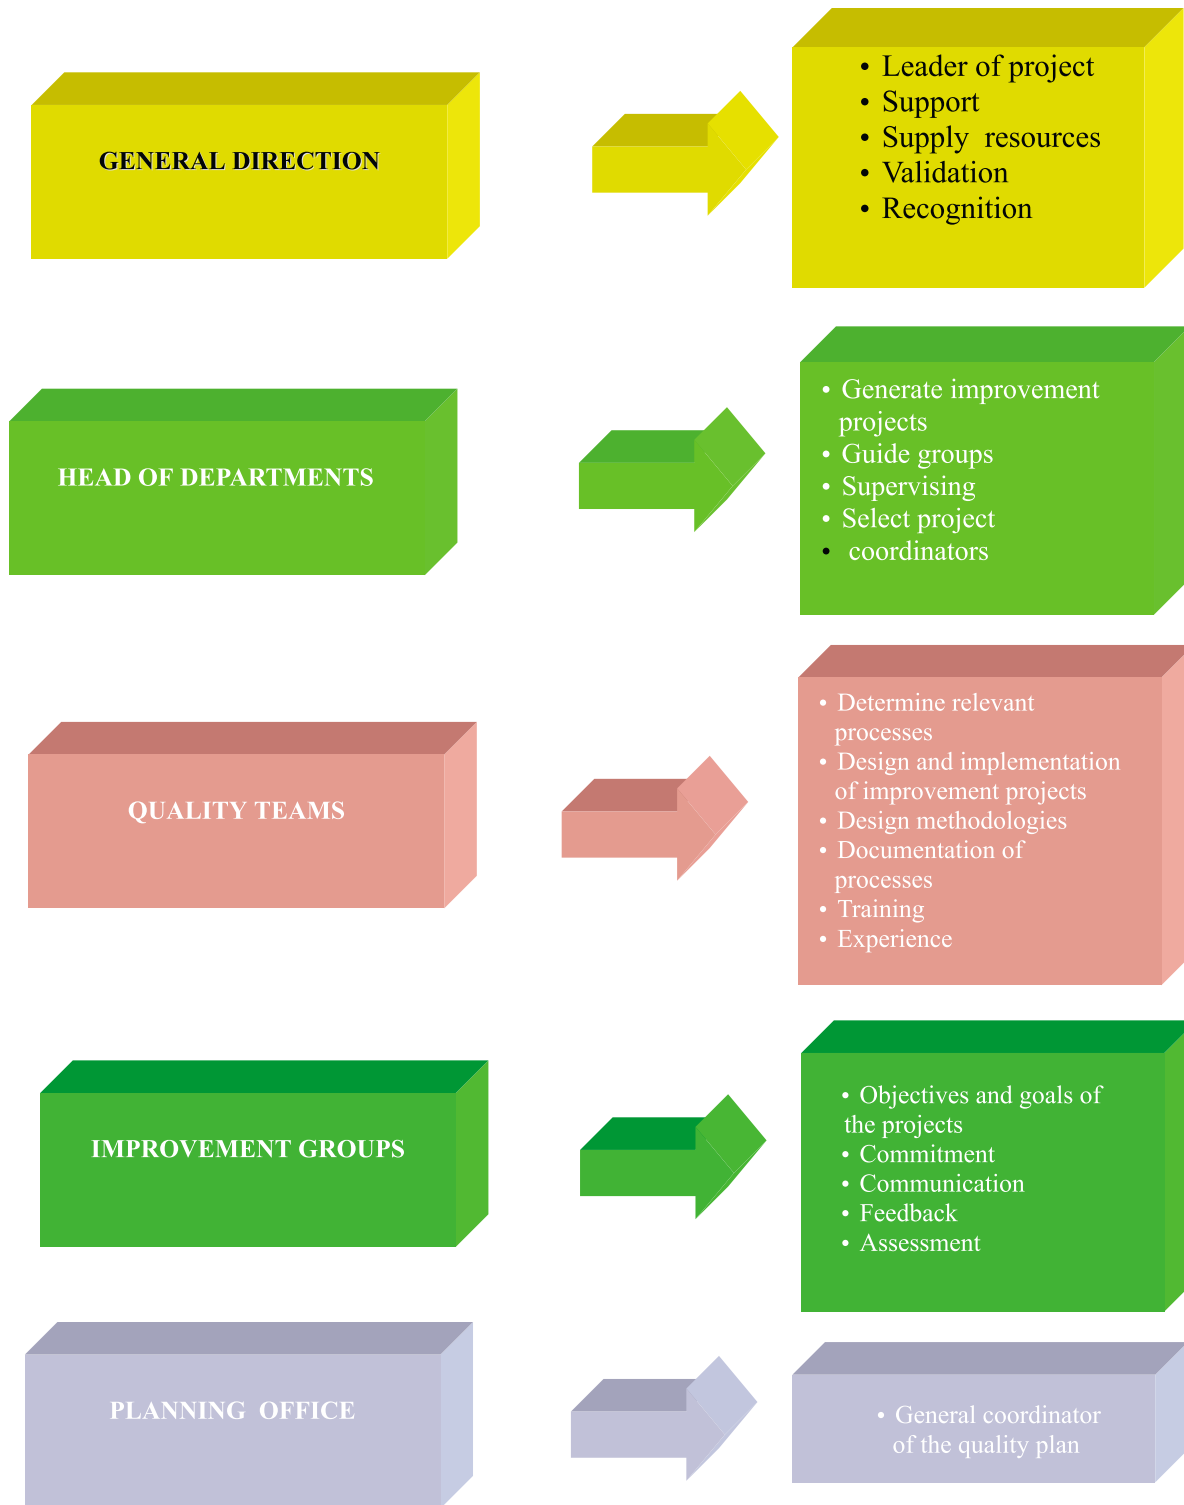 GENERAL DIRECTION
• Leader of project
• Support
• Supply resources
• Validation
• Recognition
HEAD OF DEPARTMENTS
• Generate improvement
projects
• Guide groups
• Supervising
• Select project
• coordinators
QUALITY TEAMS
• Determine relevant
processes
• Design and implementation
of improvement projects
• Design methodologies
• Documentation of
processes
• Training
• Experience
IMPROVEMENT GROUPS
• Objectives and goals of
the projects
• Commitment
• Communication
• Feedback
• Assessment
PLANNING OFFICE
• General coordinator
of the quality plan